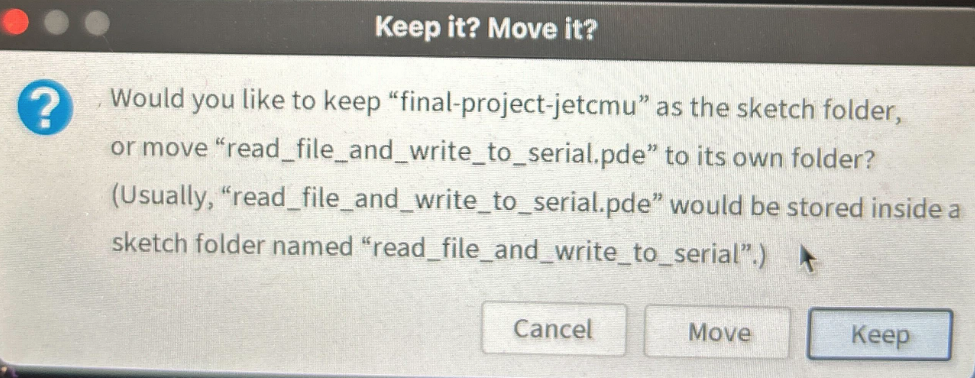 Keep it? Move it?
Would you like to keep “final-project-jetcmu” as the sketch folder,
or move “read_file_and_write_to_serial.pde” to its own folder?
(Usually, “read_file_and_write_to_serial.pde” would be stored inside a
sketch folder named “read_file_and_write_to_serial”.)
Cancel
Move
Keep